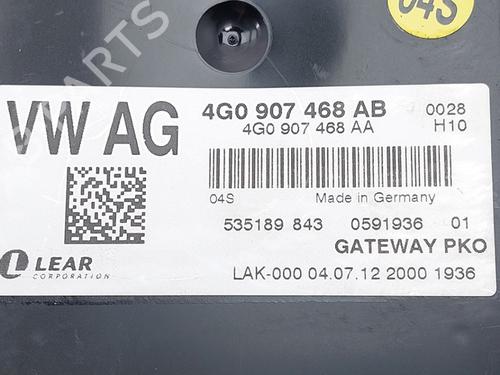 04S
VW AG
4G0 907 468 AB 0028
4G0 907 468 AA H10
04S Made in Germany
535189 843 0591936 01
GATEWAY PKO
LEAR
CORPORATION
LAK-000 04.07.12 2000 1936